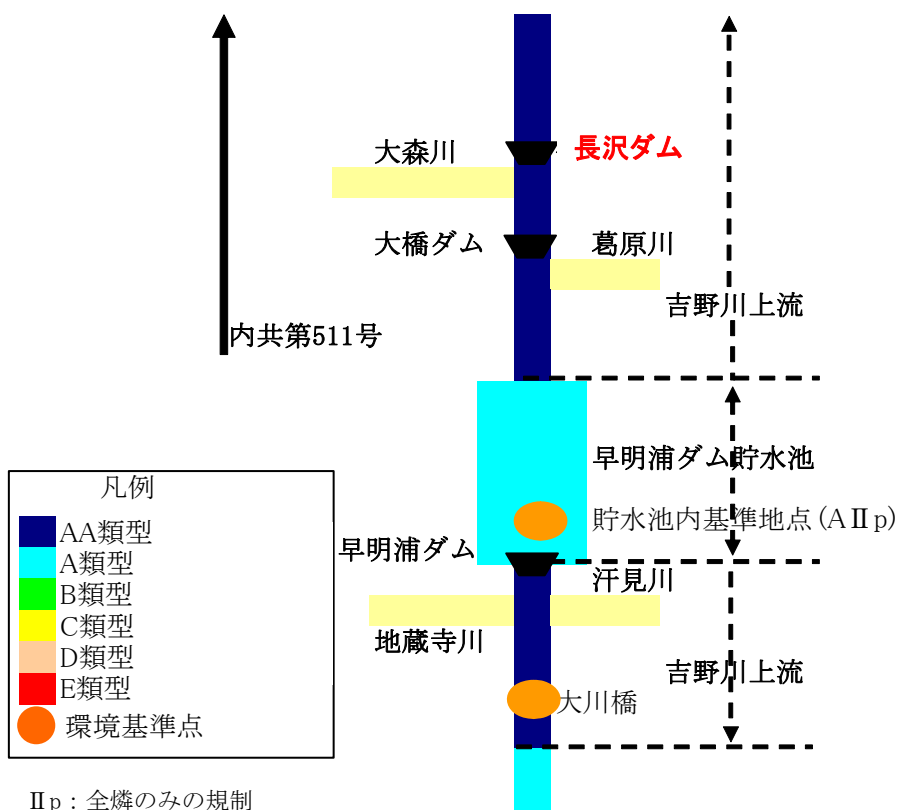 大森川
長沢ダム
大橋ダム
葛原川
吉野川上流
内共第511号
早明浦ダム貯水池
貯水池内基準地点(AⅡp)
早明浦ダム
汗見川
地蔵寺川
吉野川上流
大川橋
凡例
AA類型
A類型
B類型
C類型
D類型
E類型
環境基準点
Ⅱp：全燐のみの規制